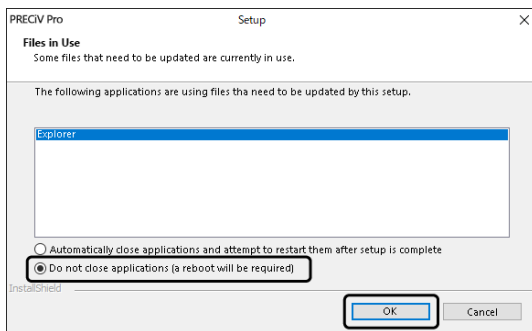 PRECiV Pro Setup
Files in Use
Some files that need to be updated are currently in use.
The following applications are using files tha need to be updated by this setup.
Explorer
Automatically close applications and attempt to restart them after setup is complete
Do not close applications (a reboot will be required)
InstallShield
OK Cancel